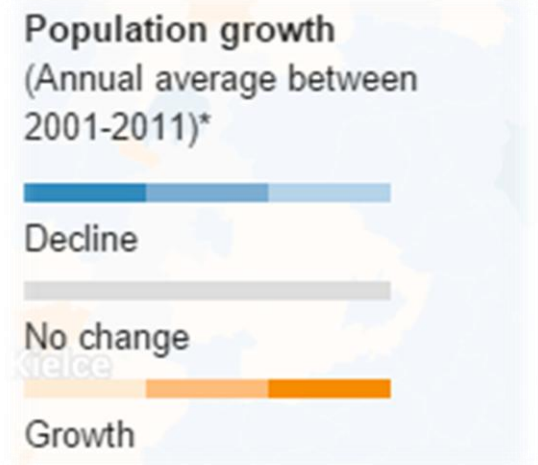 Population growth
(Annual average between
2001-2011)*
Decline
No change
Kielce
Growth